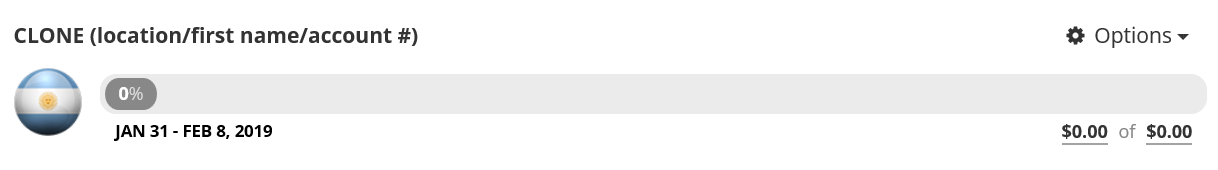 CLONE (location/first name/account #)
Options
0%
JAN 31 - FEB 8, 2019
$0.00 of $0.00